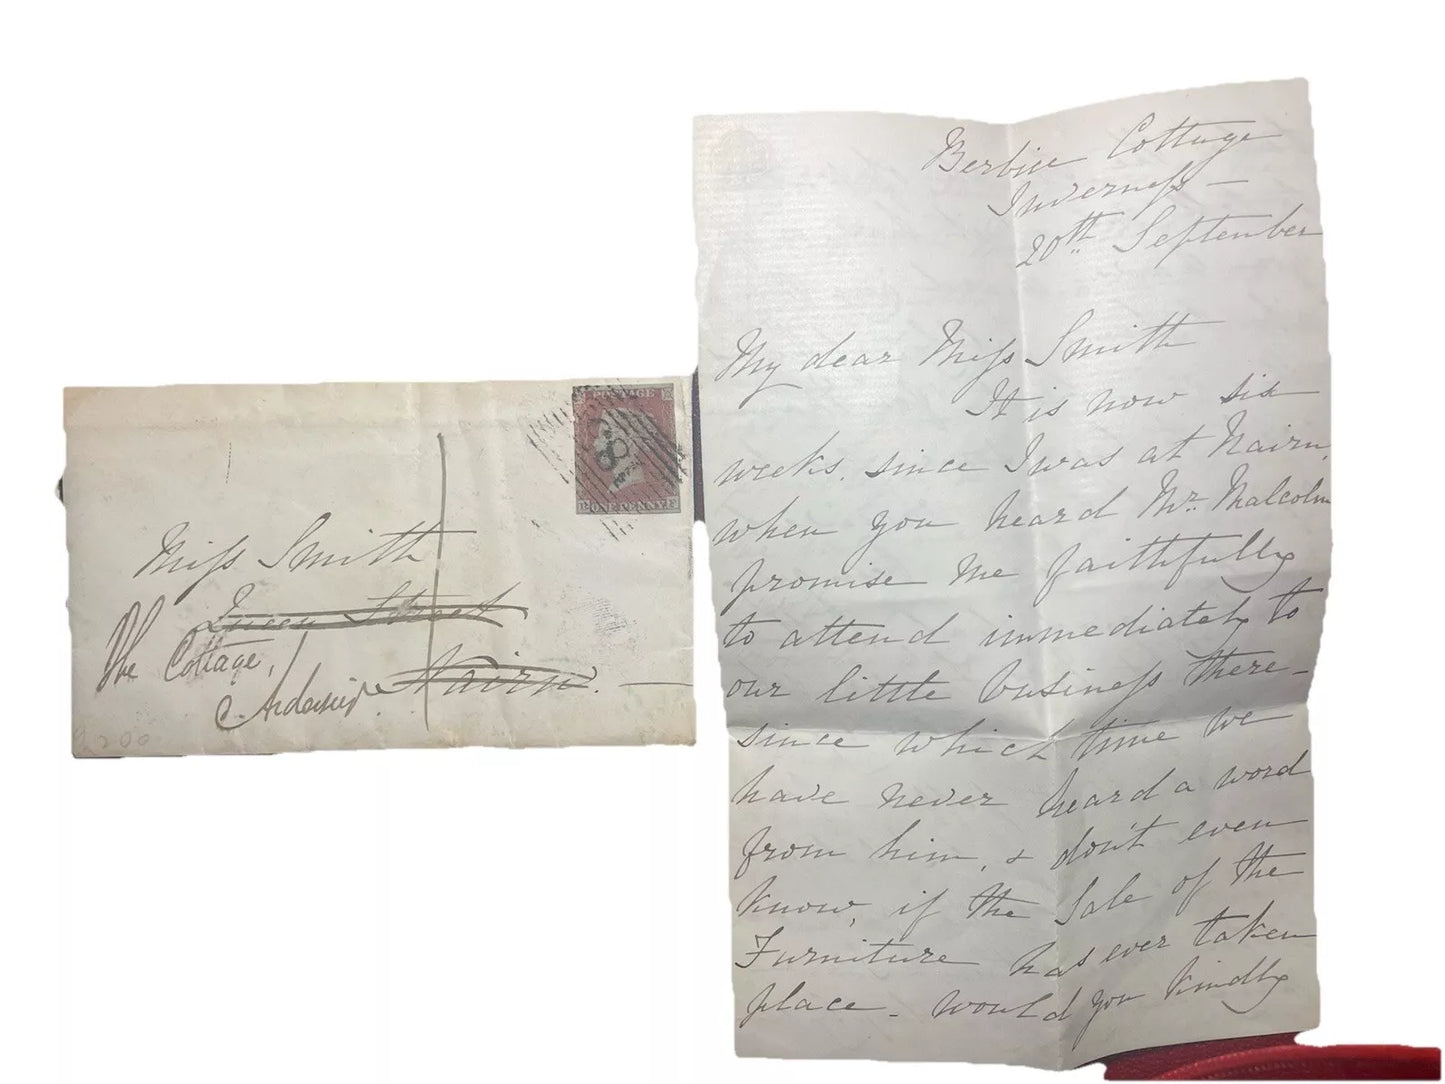 POSTAGE
ONE PENNY
Miss Smith
Queen Street
Nairn.
The Cottage,
Ardersier
200
Berbice Cottage
Inverness —
20th September
My dear Miss Smith
It is now six
weeks, since I was at Nairn,
when you heard Mr. Malcolm
promise me faithfully
to attend immediately to
our little business there —
since which time we
have never heard a word
from him, & don't even
know, if the Sale of the
Furniture has ever taken
place — would you kindly